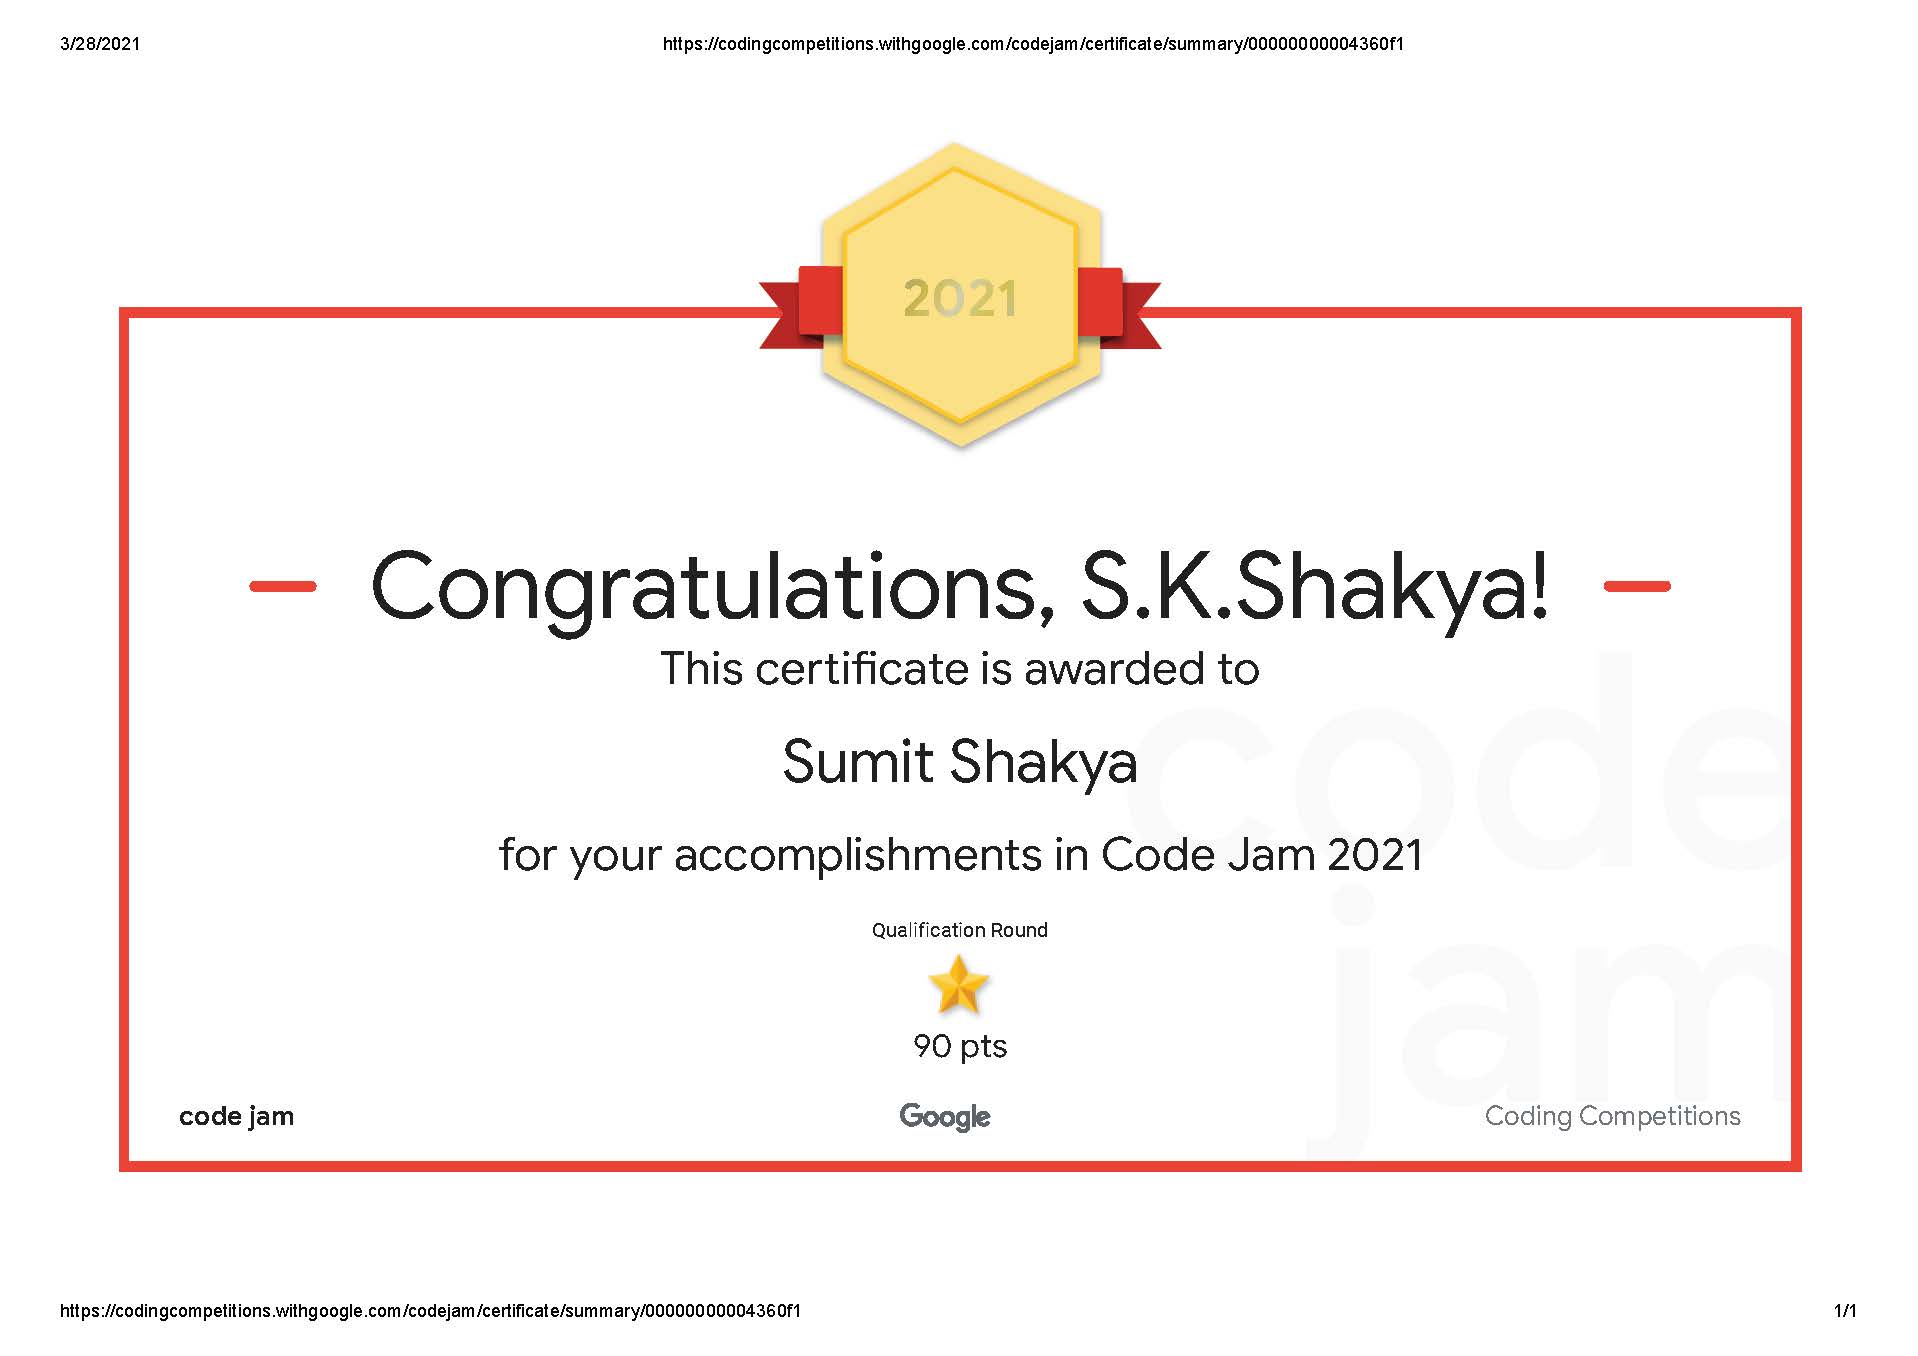 3/28/2021 https://codingcompetitions.withgoogle.com/codejam/certificate/summary/00000000004360f1
2021
Congratulations, S.K.Shakya!
This certificate is awarded to
Sumit Shakya
for your accomplishments in Code Jam 2021
Qualification Round
90 pts
code jam
code jam Google Coding Competitions
https://codingcompetitions.withgoogle.com/codejam/certificate/summary/00000000004360f1 1/1